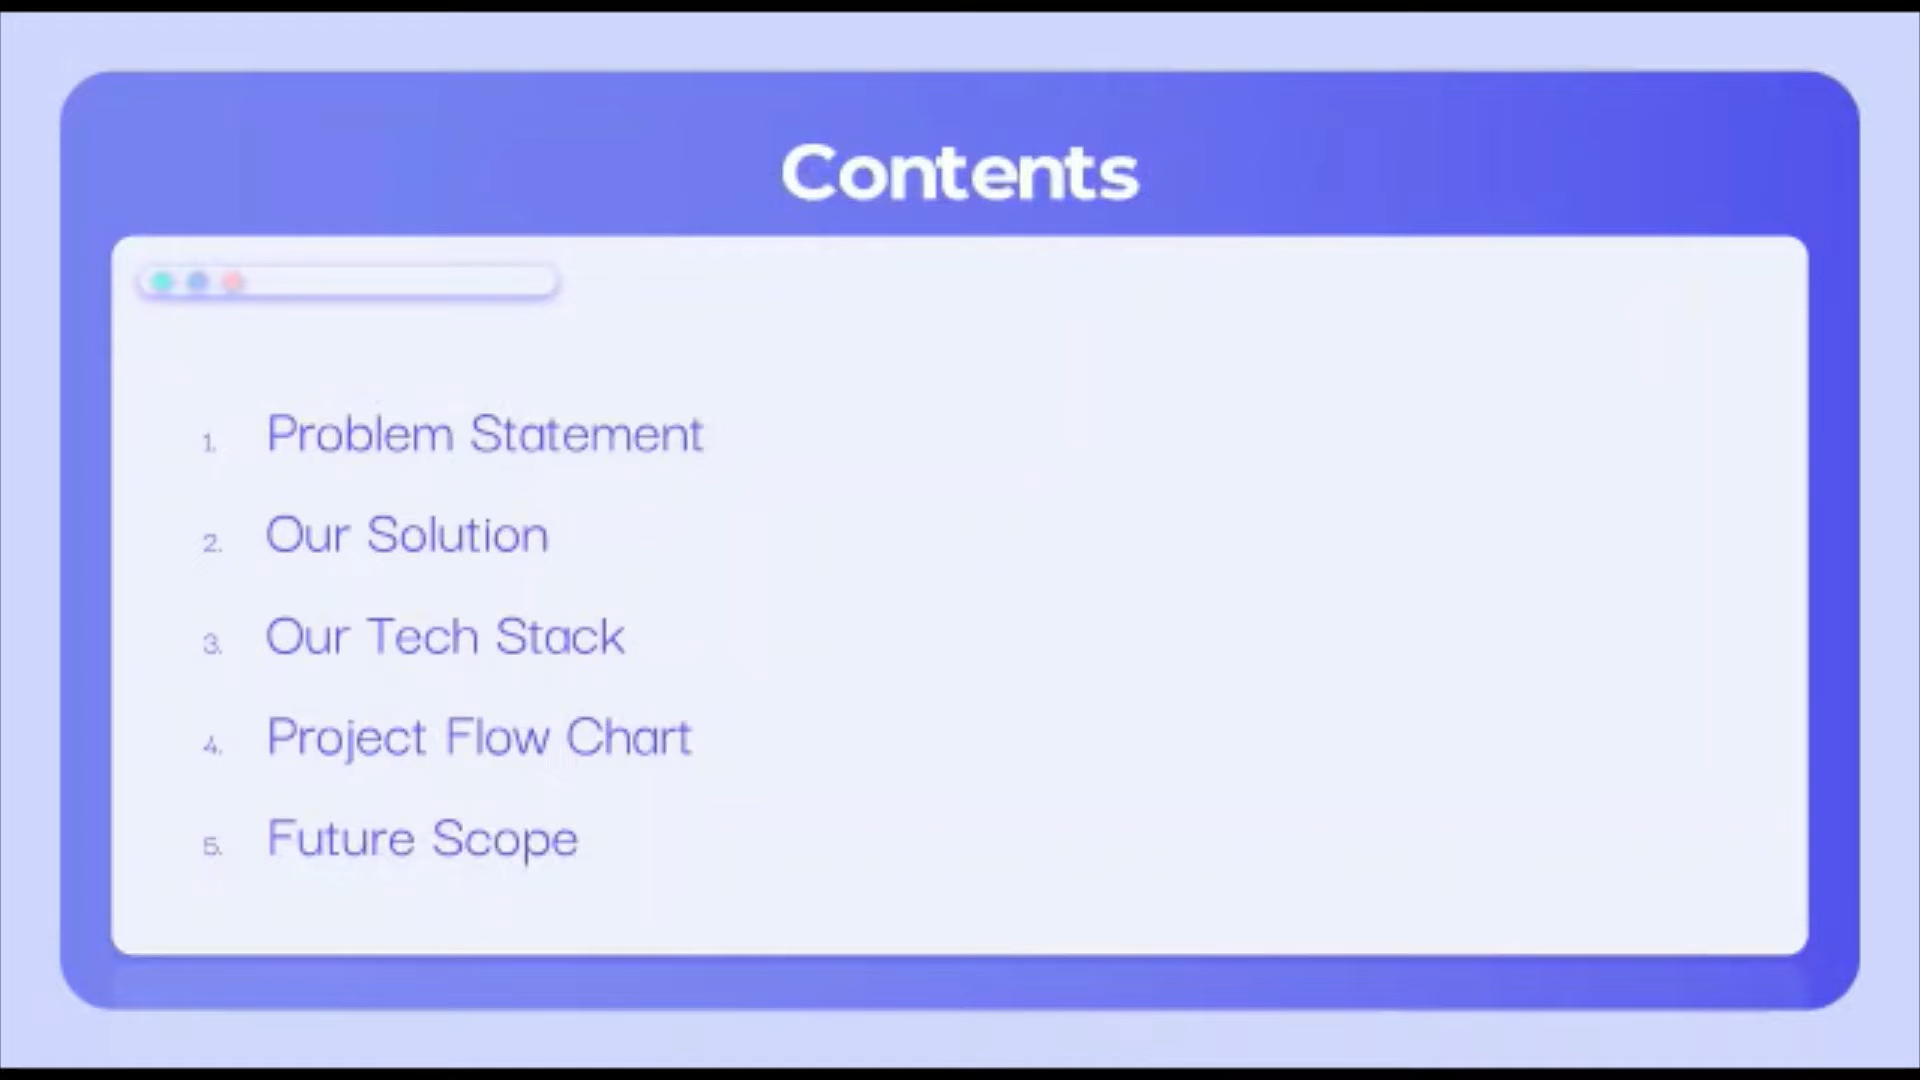 Contents
1. Problem Statement
2. Our Solution
3. Our Tech Stack
4. Project Flow Chart
5. Future Scope